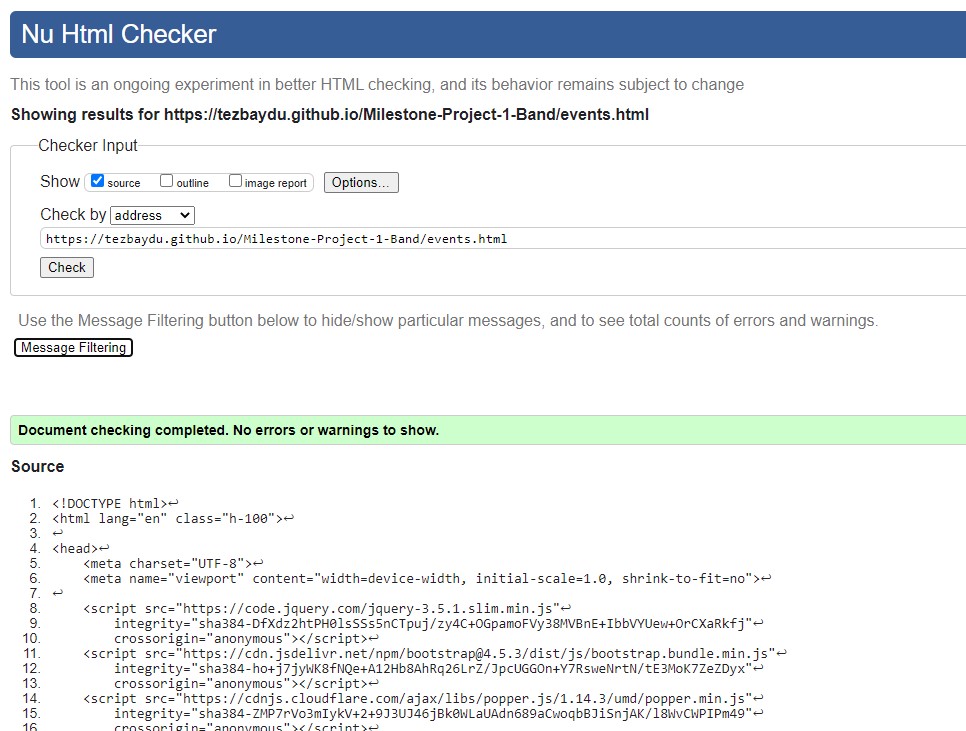 Nu Html Checker
This tool is an ongoing experiment in better HTML checking, and its behavior remains subject to change
Showing results for https://tezbaydu.github.io/Milestone-Project-1-Band/events.html
Checker Input
Show source outline image report Options...
Check by address
https://tezbaydu.github.io/Milestone-Project-1-Band/events.html
Check
Use the Message Filtering button below to hide/show particular messages, and to see total counts of errors and warnings.
Message Filtering
Document checking completed. No errors or warnings to show.
Source
1. <!DOCTYPE html>↩
2. <html lang="en" class="h-100">↩
3. ↩
4. <head>↩
5. <meta charset="UTF-8">↩
6. <meta name="viewport" content="width=device-width, initial-scale=1.0, shrink-to-fit=no">↩
7. ↩
8. <script src="https://code.jquery.com/jquery-3.5.1.slim.min.js"↩
9. integrity="sha384-DfXdz2htPH0lsSSs5nCTpuj/zy4C+OGpamoFVy38MVBnE+IbbVYUew+OrCXaRkfj"↩
10. crossorigin="anonymous"></script>↩
11. <script src="https://cdn.jsdelivr.net/npm/bootstrap@4.5.3/dist/js/bootstrap.bundle.min.js"↩
12. integrity="sha384-ho+j7jyWK8fNQe+A12Hb8AhRq26LrZ/JpcUGGOn+Y7RsweNrtN/tE3MoK7ZeZDyx"↩
13. crossorigin="anonymous"></script>↩
14. <script src="https://cdnjs.cloudflare.com/ajax/libs/popper.js/1.14.3/umd/popper.min.js"↩
15. integrity="sha384-ZMP7rVo3mIykV+2+9J3UJ46jBk0WLaUAdn689aCwoqbBJiSnjAK/l8WvCWPIPm49"↩
16. crossorigin="anonymous"></script>↩